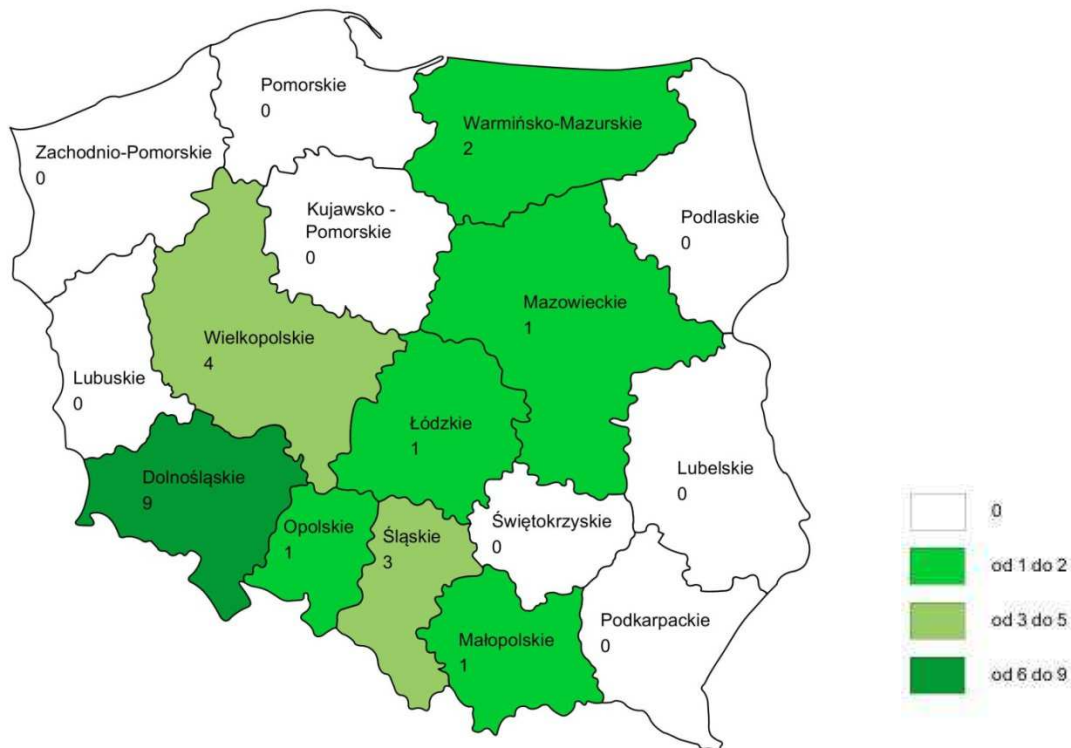 Pomorskie
0
Warmińsko-Mazurskie
2
Zachodnio-Pomorskie
0
Kujawsko -
Pomorskie
0
Podlaskie
0
Mazowieckie
1
Wielkopolskie
4
Lubuskie
0
Łódzkie
1
Dolnośląskie
9
Lubelskie
0
Opolskie
1
Śląskie
3
Świętokrzyskie
0
Małopolskie
1
Podkarpackie
0
0
od 1 do 2
od 3 do 5
od 6 do 9